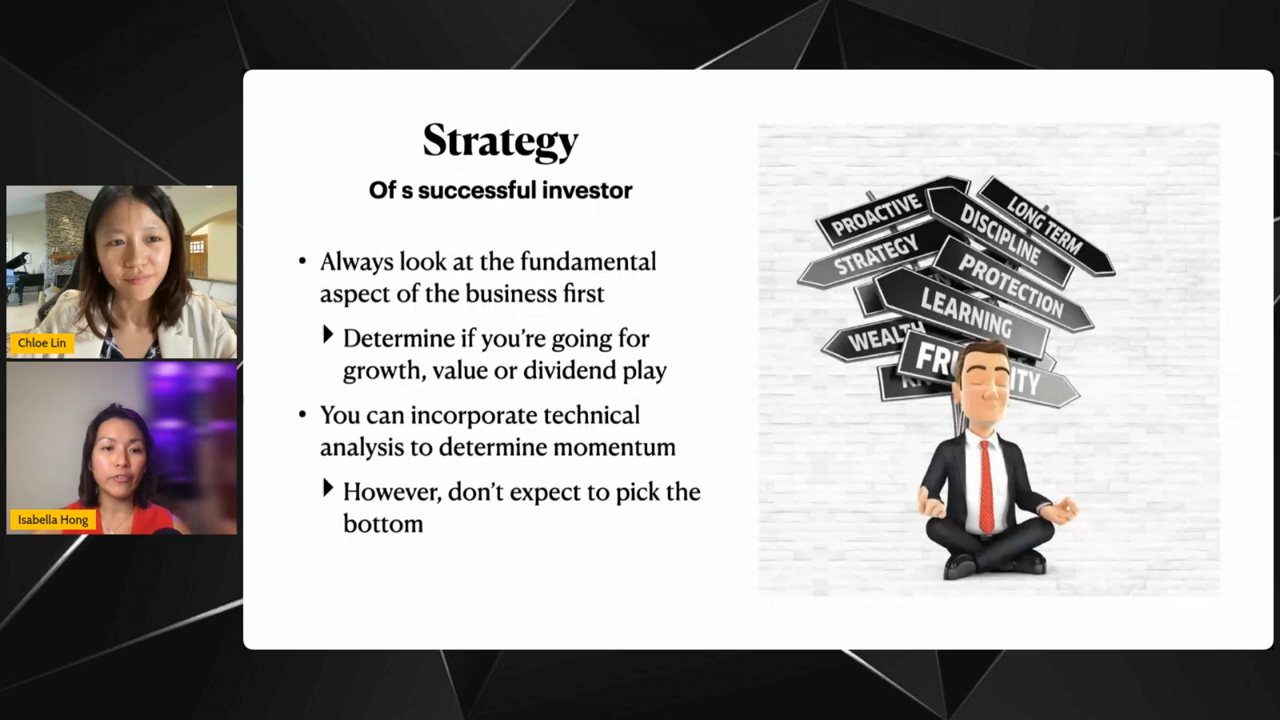 Strategy
Of s successful investor
• Always look at the fundamental
aspect of the business first
Determine if you're going for
growth, value or dividend play
• You can incorporate technical
analysis to determine momentum
However, don't expect to pick the
bottom
PROACTIVE
DISCIPLINE
LONG TERM
STRATEGY
PROTECTION
LEARNING
WEALTH
Chloe Lin
Isabella Hong